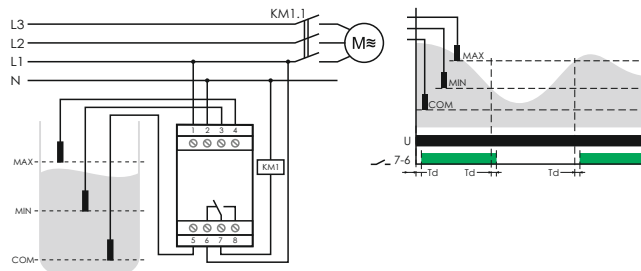 KM1.1
L3
L2
L1
N
M≋
1 2 3 4
KM1
5 6 7 8
MAX
MIN
COM
MAX
MIN
COM
U
7-6
Td Td Td